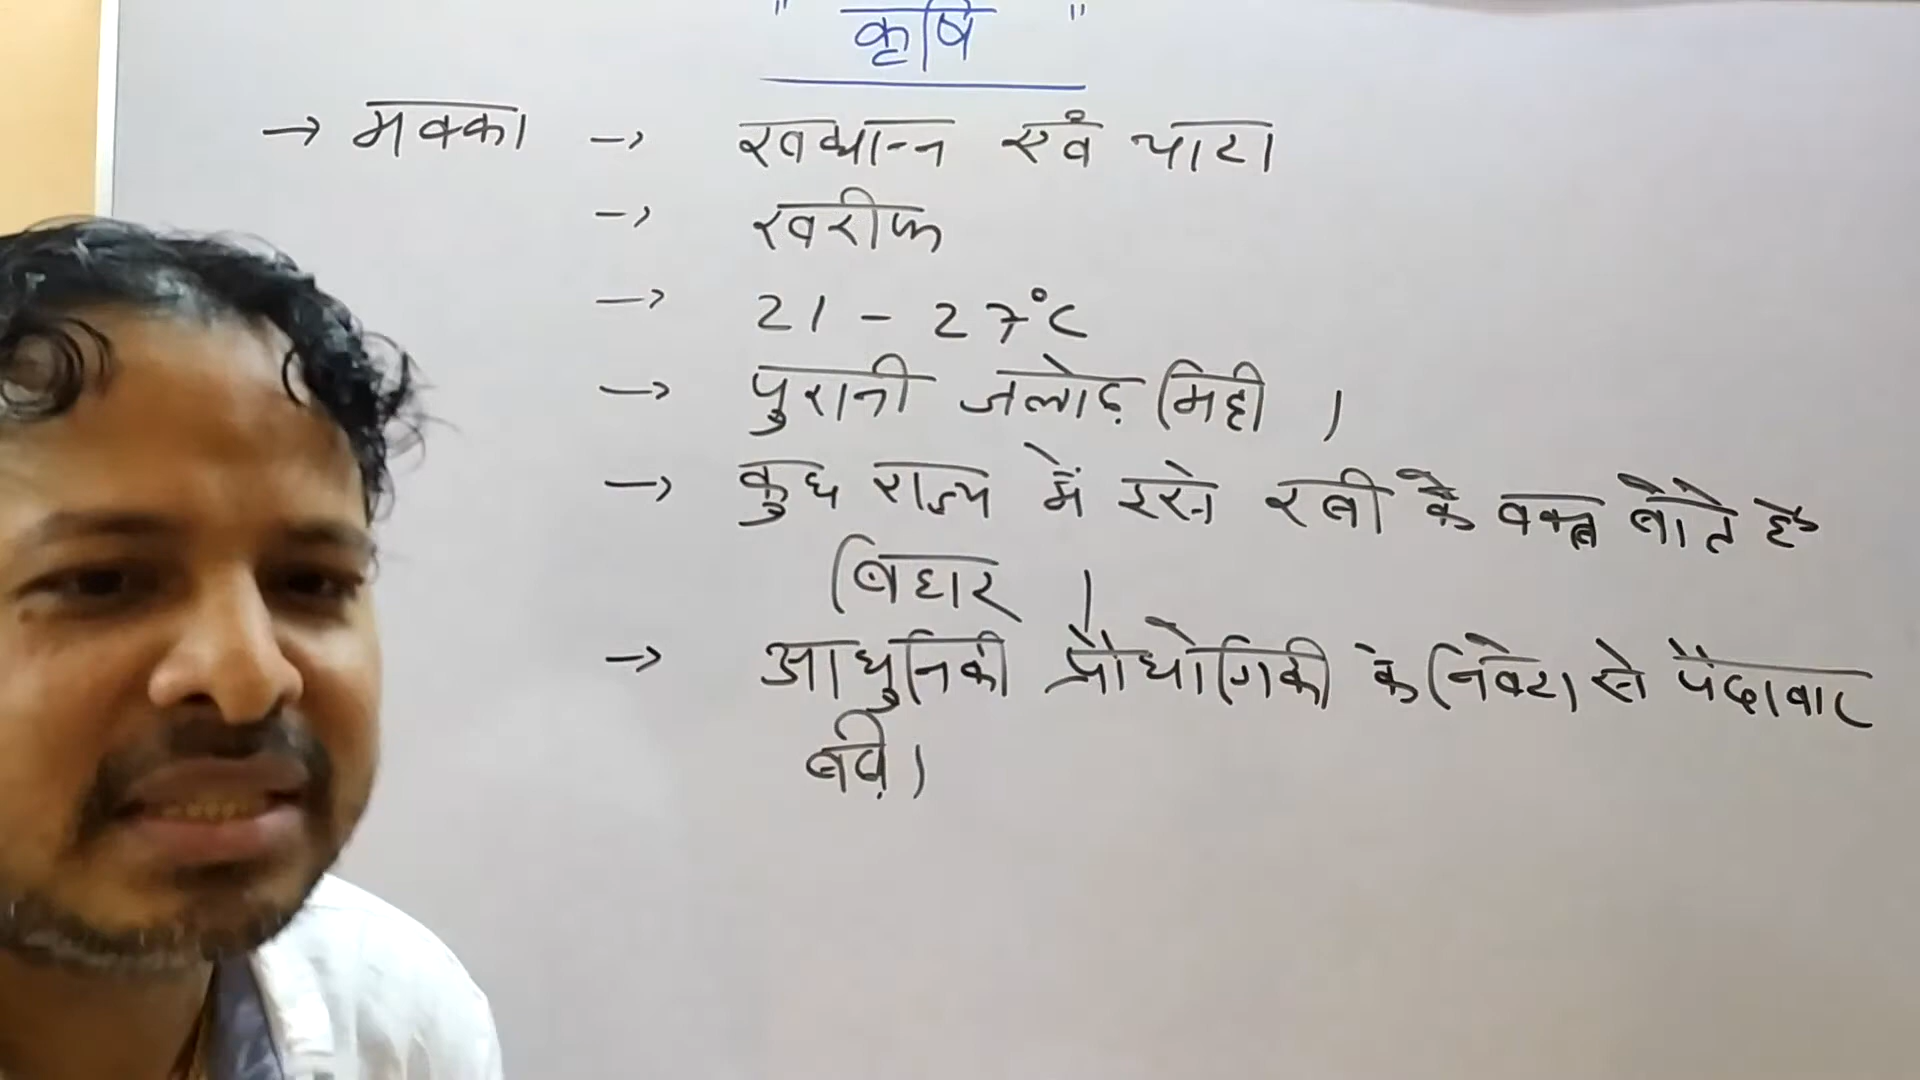 " कृषि "
→ मक्का → खाद्यान्न एवं चारा
→ खरीफ
→ 21 - 27°C
→ पुरानी जलोढ़ मिट्टी ।
→ कुछ राज्य में इसे रबी के वक्त बोते है
बिहार ।
→ आधुनिकी प्रौधोगिकी के निवेश से पैदावार
बढ़ी ।